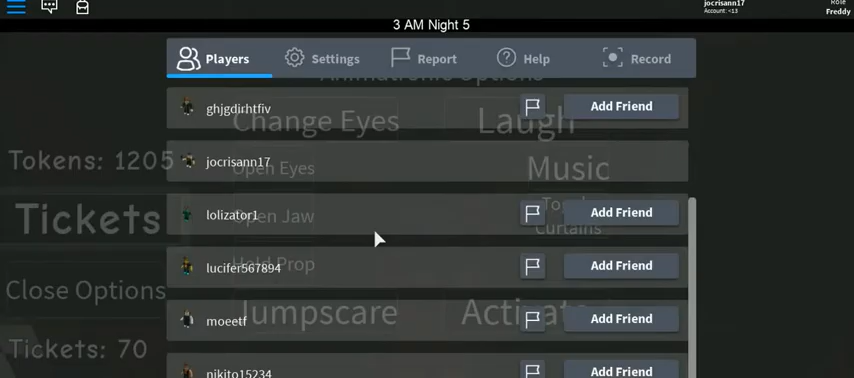 jocrisann17
Account: <13
Role
Freddy
3 AM Night 5
Players
Settings
Report
Help
Record
Animatronic Options
ghjgdirhtfiv
Add Friend
Change Eyes
Laugh
Tokens: 1205
jocrisann17
Open Eyes
Music
Tickets
lolizator1
Add Friend
Open Jaw
Touch
Curtains
lucifer567894
Add Friend
Hold Prop
Close Options
moeetf
Add Friend
Jumpscare
Activate
Tickets: 70
nikito15234
Add Friend